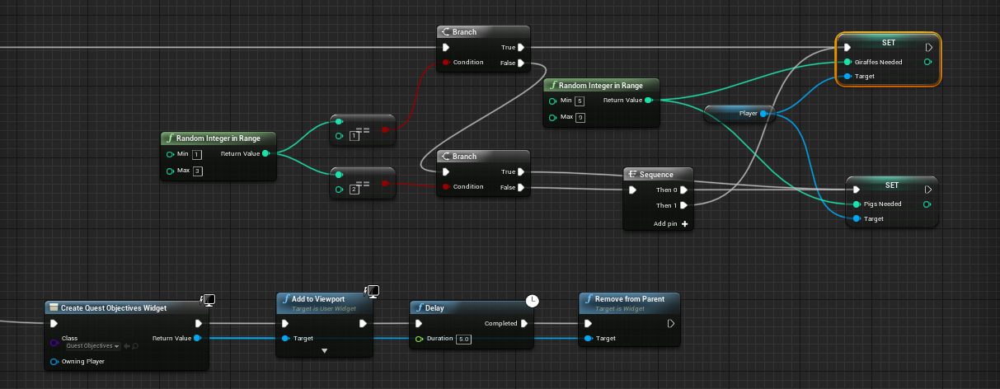 Branch
True
Condition
False
SET
Giraffes Needed
Target
Random Integer in Range
Min 5
Return Value
Max 9
Player
Random Integer in Range
Min 1
Return Value
Max 3
1 ==
2 ==
Branch
True
Condition
False
Sequence
Then 0
Then 1
Add pin
SET
Pigs Needed
Target
Create Quest Objectives Widget
Class
Quest Objectives
Return Value
Owning Player
Add to Viewport
Target is User Widget
Target
Delay
Completed
Duration 5.0
Remove from Parent
Target is Widget
Target